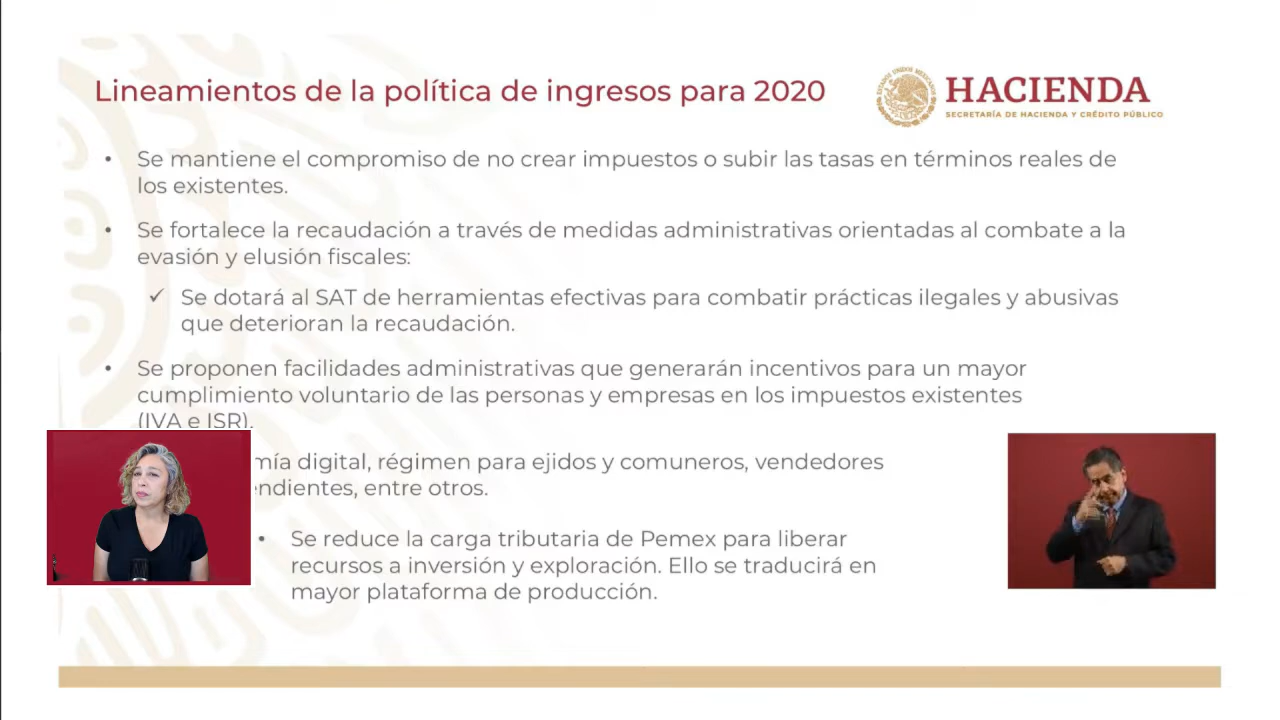 Lineamientos de la política de ingresos para 2020
HACIENDA
SECRETARÍA DE HACIENDA Y CRÉDITO PÚBLICO
• Se mantiene el compromiso de no crear impuestos o subir las tasas en términos reales de
los existentes.
• Se fortalece la recaudación a través de medidas administrativas orientadas al combate a la
evasión y elusión fiscales:
✓ Se dotará al SAT de herramientas efectivas para combatir prácticas ilegales y abusivas
que deterioran la recaudación.
• Se proponen facilidades administrativas que generarán incentivos para un mayor
cumplimiento voluntario de las personas y empresas en los impuestos existentes
(IVA e ISR).
mía digital, régimen para ejidos y comuneros, vendedores
endientes, entre otros.
• Se reduce la carga tributaria de Pemex para liberar
recursos a inversión y exploración. Ello se traducirá en
mayor plataforma de producción.